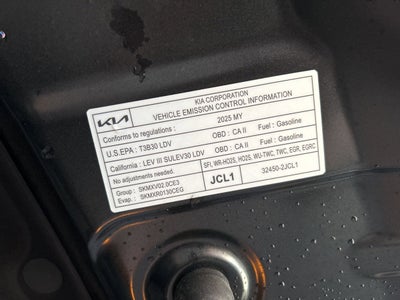 KIA CORPORATION
KIA VEHICLE EMISSION CONTROL INFORMATION
Conforms to regulations : 2025 MY
U.S.EPA : T3B30 LDV OBD : CA II Fuel : Gasoline
California : LEV III SULEV30 LDV OBD : CA II Fuel : Gasoline
No adjustments needed. SFI, WR-HO2S, HO2S, WU-TWC, TWC, EGR, EGRC
SKMXV02.0CE3
Evap. : SKMXR0130CEG JCL1 32450-2JCL1